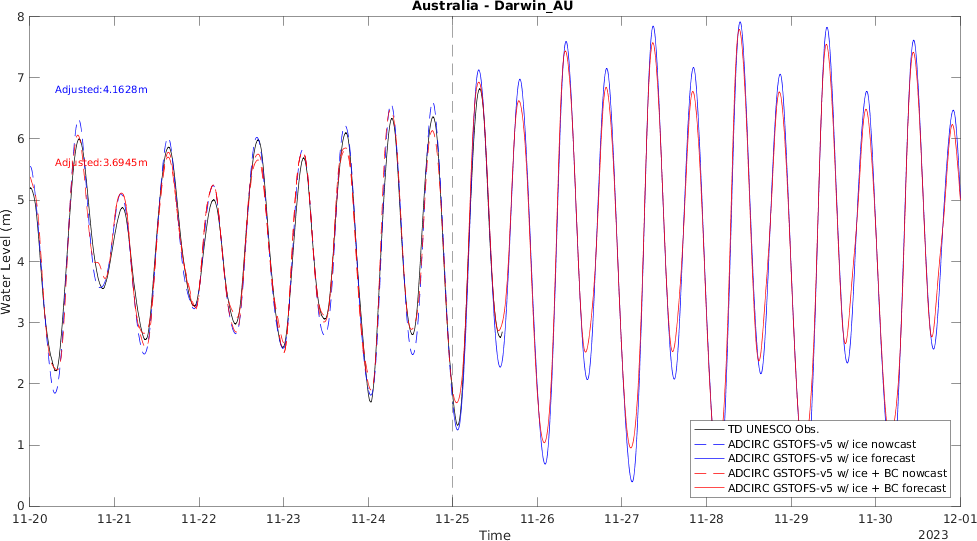 Australia - Darwin_AU
Water Level (m)
8
7
6
5
4
3
2
1
0
Adjusted:4.1628m
Adjusted:3.6945m
TD UNESCO Obs.
ADCIRC GSTOFS-v5 w/ ice nowcast
ADCIRC GSTOFS-v5 w/ ice forecast
ADCIRC GSTOFS-v5 w/ ice + BC nowcast
ADCIRC GSTOFS-v5 w/ ice + BC forecast
11-20 11-21 11-22 11-23 11-24 11-25 11-26 11-27 11-28 11-29 11-30 12-01
Time
2023